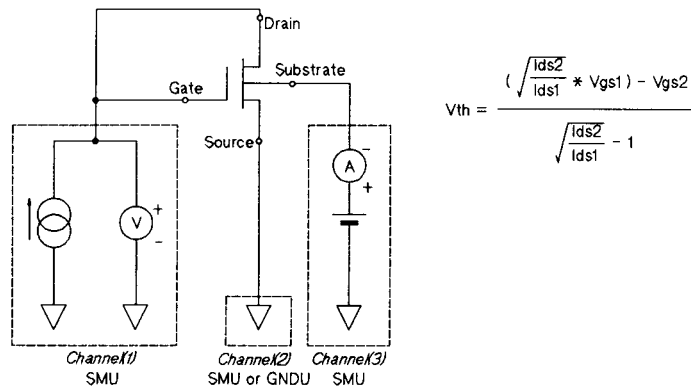 Drain
Gate
Substrate
Source
V
+
-
A
-
+
Channel(1)
SMU
Channel(2)
SMU or GNDU
Channel(3)
SMU
Vth = ( √ Ids2 / Ids1 * Vgs1 ) - Vgs2
√ Ids2 / Ids1 - 1